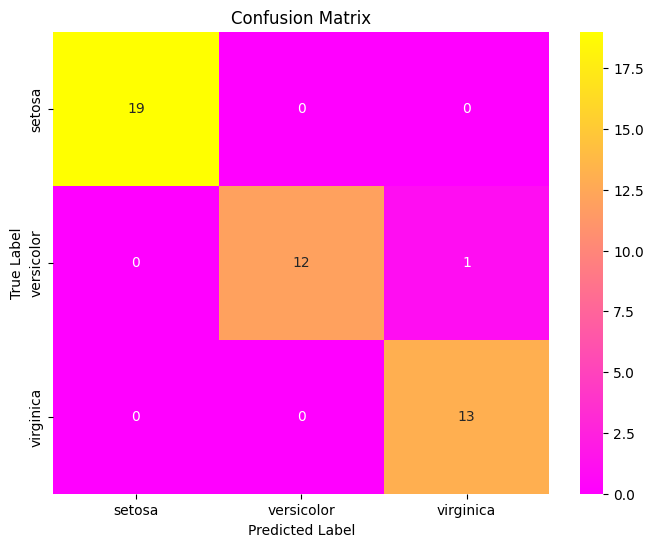 Confusion Matrix
True Label
setosa
versicolor
virginica
19 0 0
0 12 1
0 0 13
setosa versicolor virginica
Predicted Label
17.5
15.0
12.5
10.0
7.5
5.0
2.5
0.0